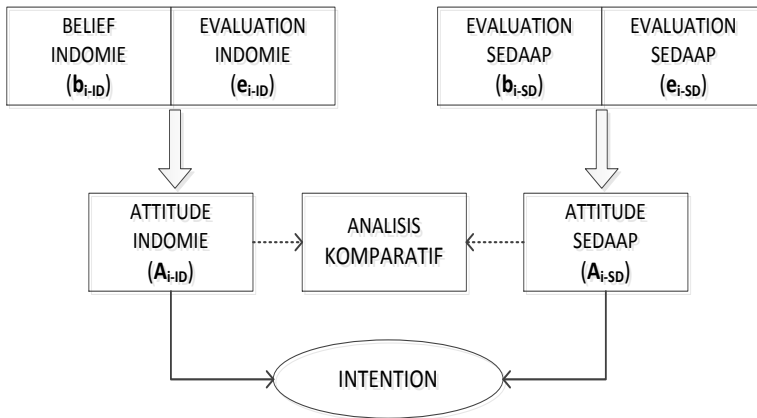 BELIEF
INDOMIE
(bi-ID)
EVALUATION
INDOMIE
(ei-ID)
EVALUATION
SEDAAP
(bi-SD)
EVALUATION
SEDAAP
(ei-SD)
ATTITUDE
INDOMIE
(Ai-ID)
ANALISIS
KOMPARATIF
ATTITUDE
SEDAAP
(Ai-SD)
INTENTION